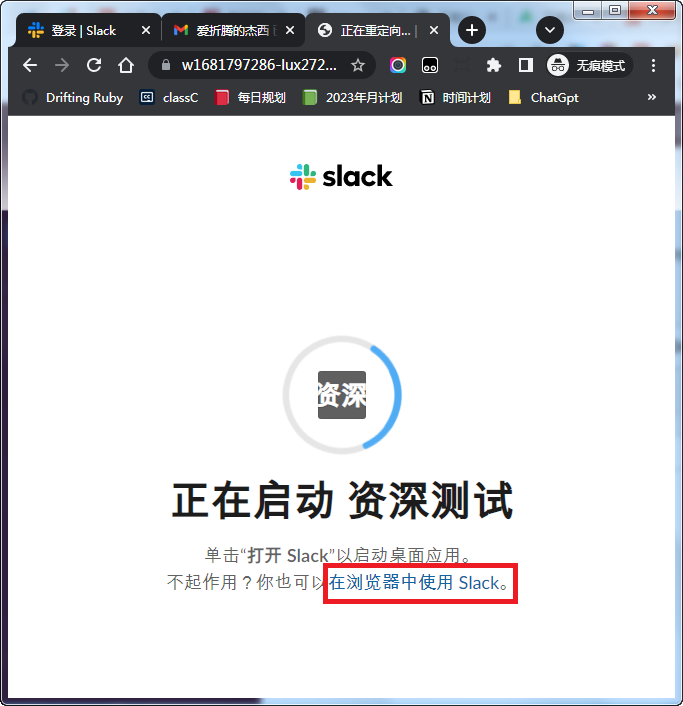 登录 | Slack
爱折腾的杰西
正在重定向... |
w1681797286-lux272...
无痕模式
Drifting Ruby
classC
每日规划
2023年月计划
时间计划
ChatGpt
»
slack
资深
正在启动 资深测试
单击“打开 Slack”以启动桌面应用。
不起作用？你也可以在浏览器中使用 Slack。